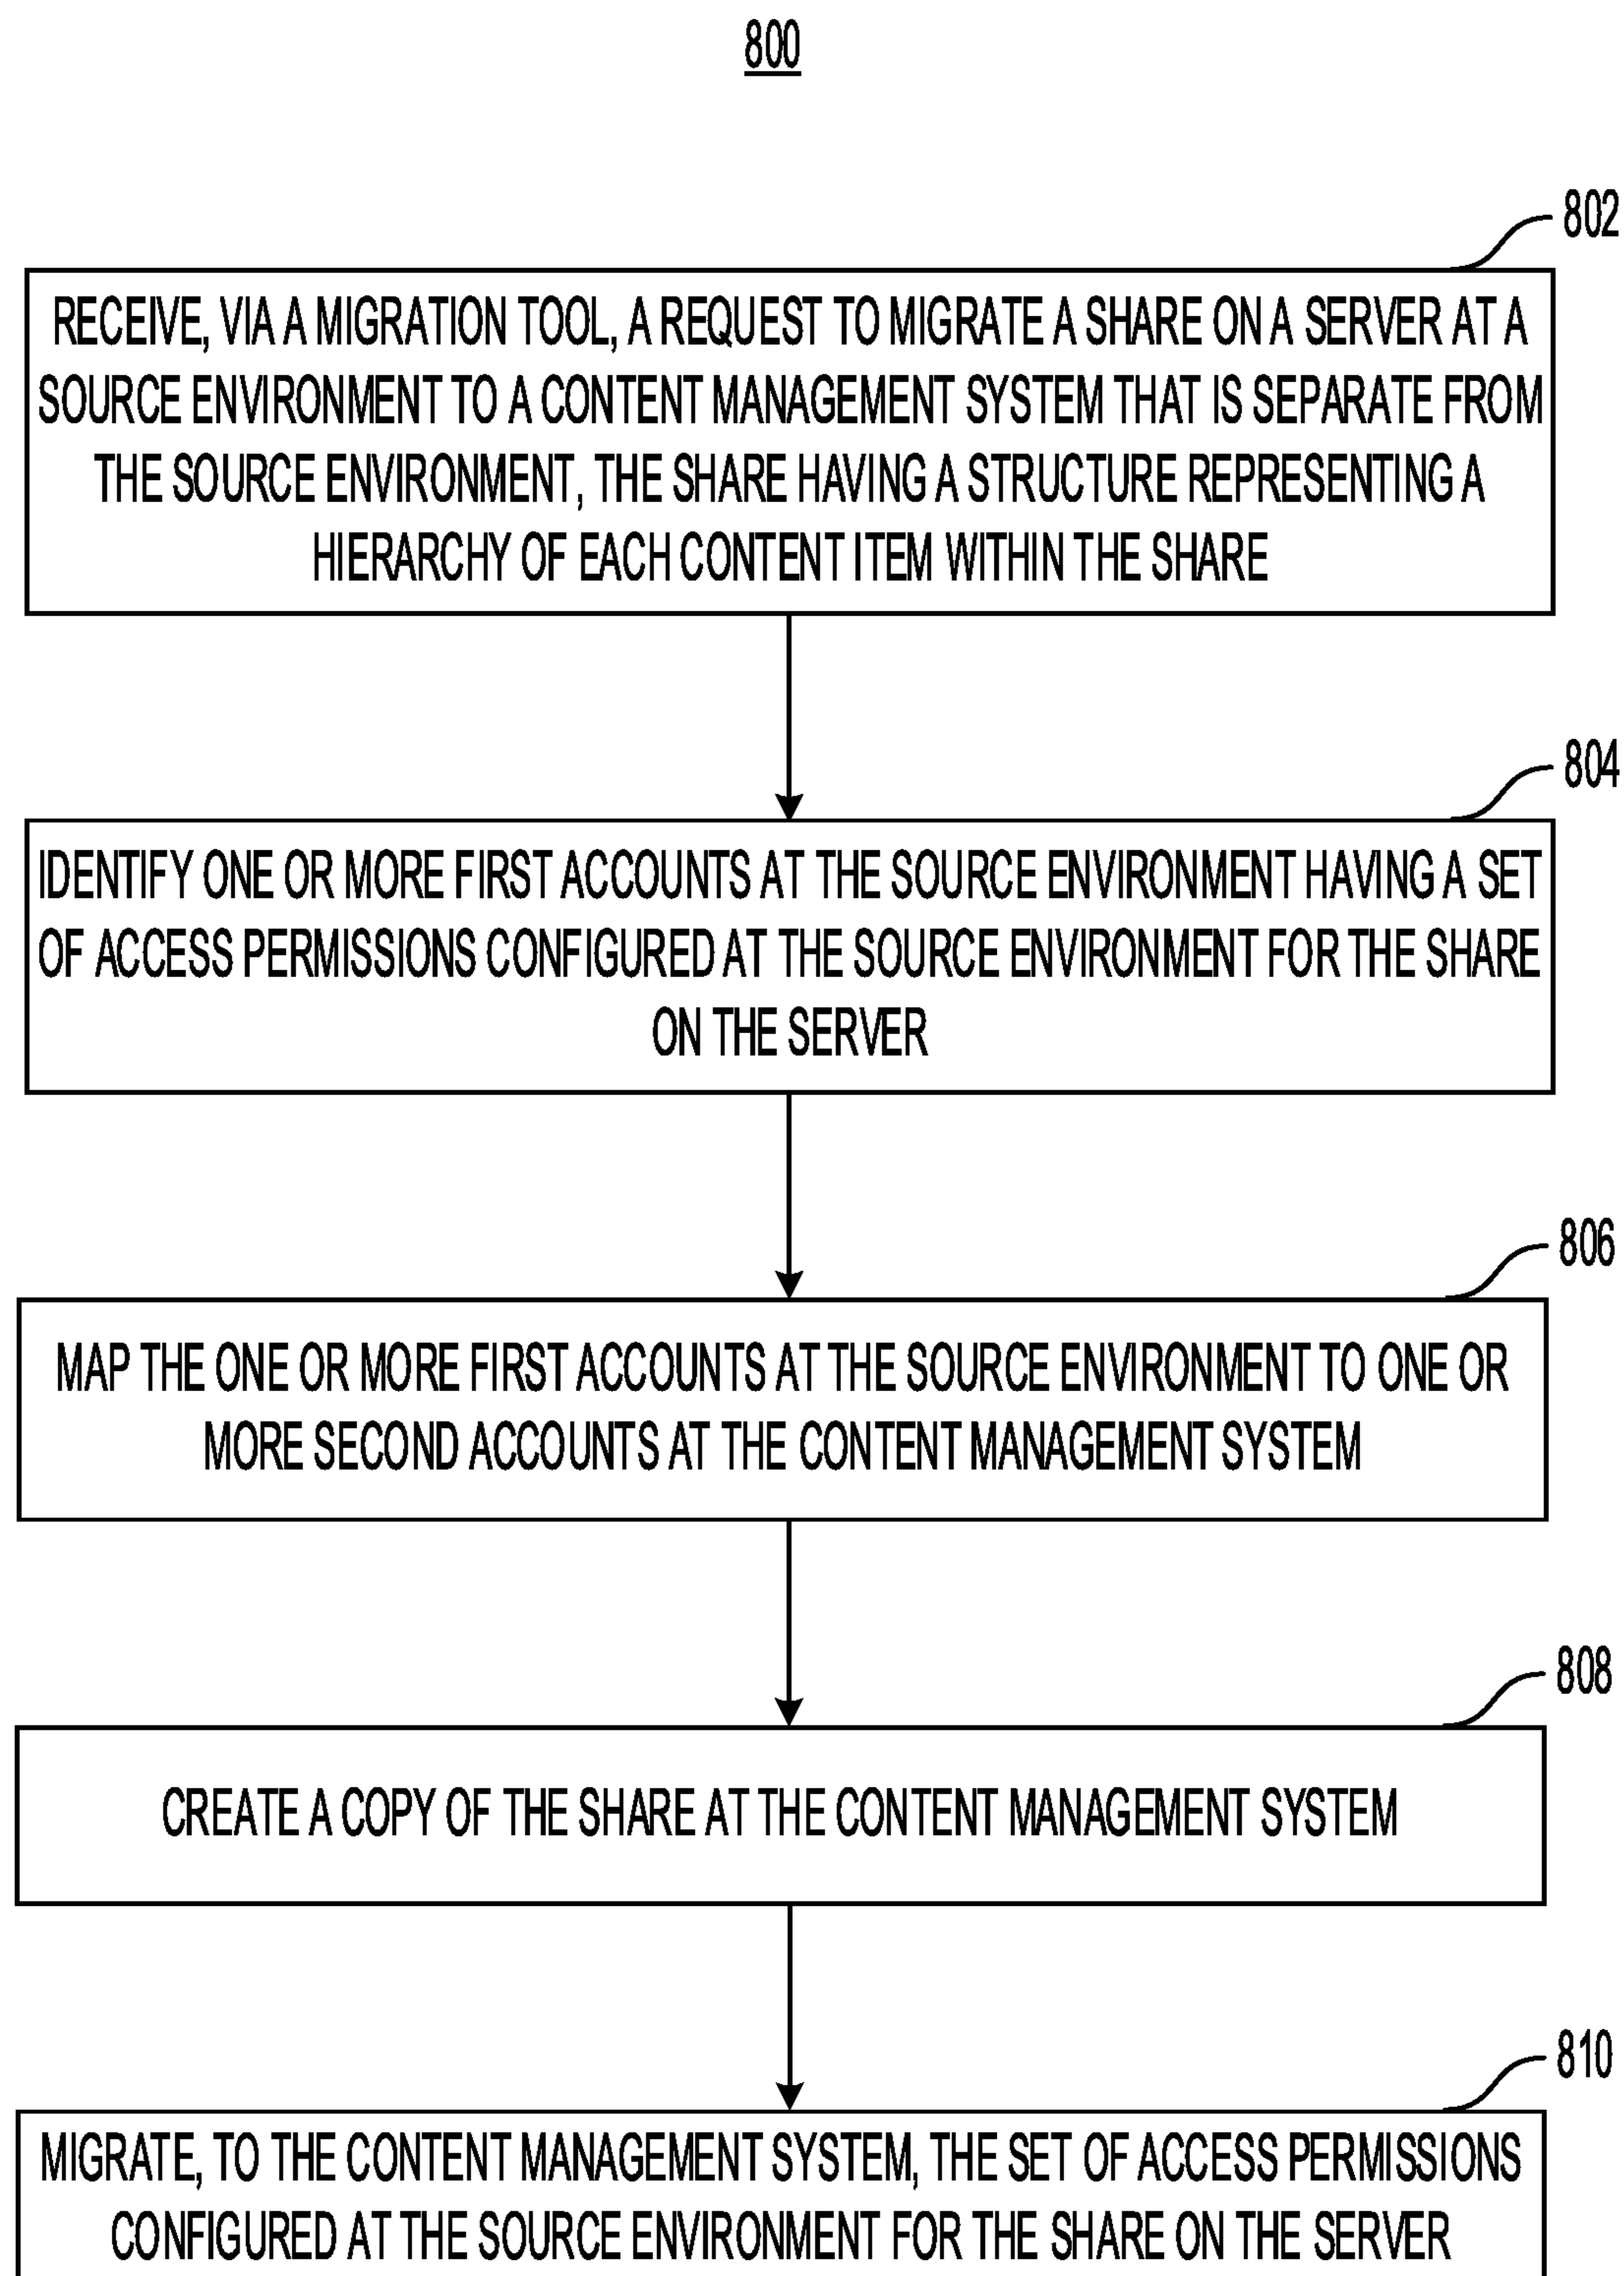 800
802
RECEIVE, VIA A MIGRATION TOOL, A REQUEST TO MIGRATE A SHARE ON A SERVER AT A
SOURCE ENVIRONMENT TO A CONTENT MANAGEMENT SYSTEM THAT IS SEPARATE FROM
THE SOURCE ENVIRONMENT, THE SHARE HAVING A STRUCTURE REPRESENTING A
HIERARCHY OF EACH CONTENT ITEM WITHIN THE SHARE
804
IDENTIFY ONE OR MORE FIRST ACCOUNTS AT THE SOURCE ENVIRONMENT HAVING A SET
OF ACCESS PERMISSIONS CONFIGURED AT THE SOURCE ENVIRONMENT FOR THE SHARE
ON THE SERVER
806
MAP THE ONE OR MORE FIRST ACCOUNTS AT THE SOURCE ENVIRONMENT TO ONE OR
MORE SECOND ACCOUNTS AT THE CONTENT MANAGEMENT SYSTEM
808
CREATE A COPY OF THE SHARE AT THE CONTENT MANAGEMENT SYSTEM
810
MIGRATE, TO THE CONTENT MANAGEMENT SYSTEM, THE SET OF ACCESS PERMISSIONS
CONFIGURED AT THE SOURCE ENVIRONMENT FOR THE SHARE ON THE SERVER